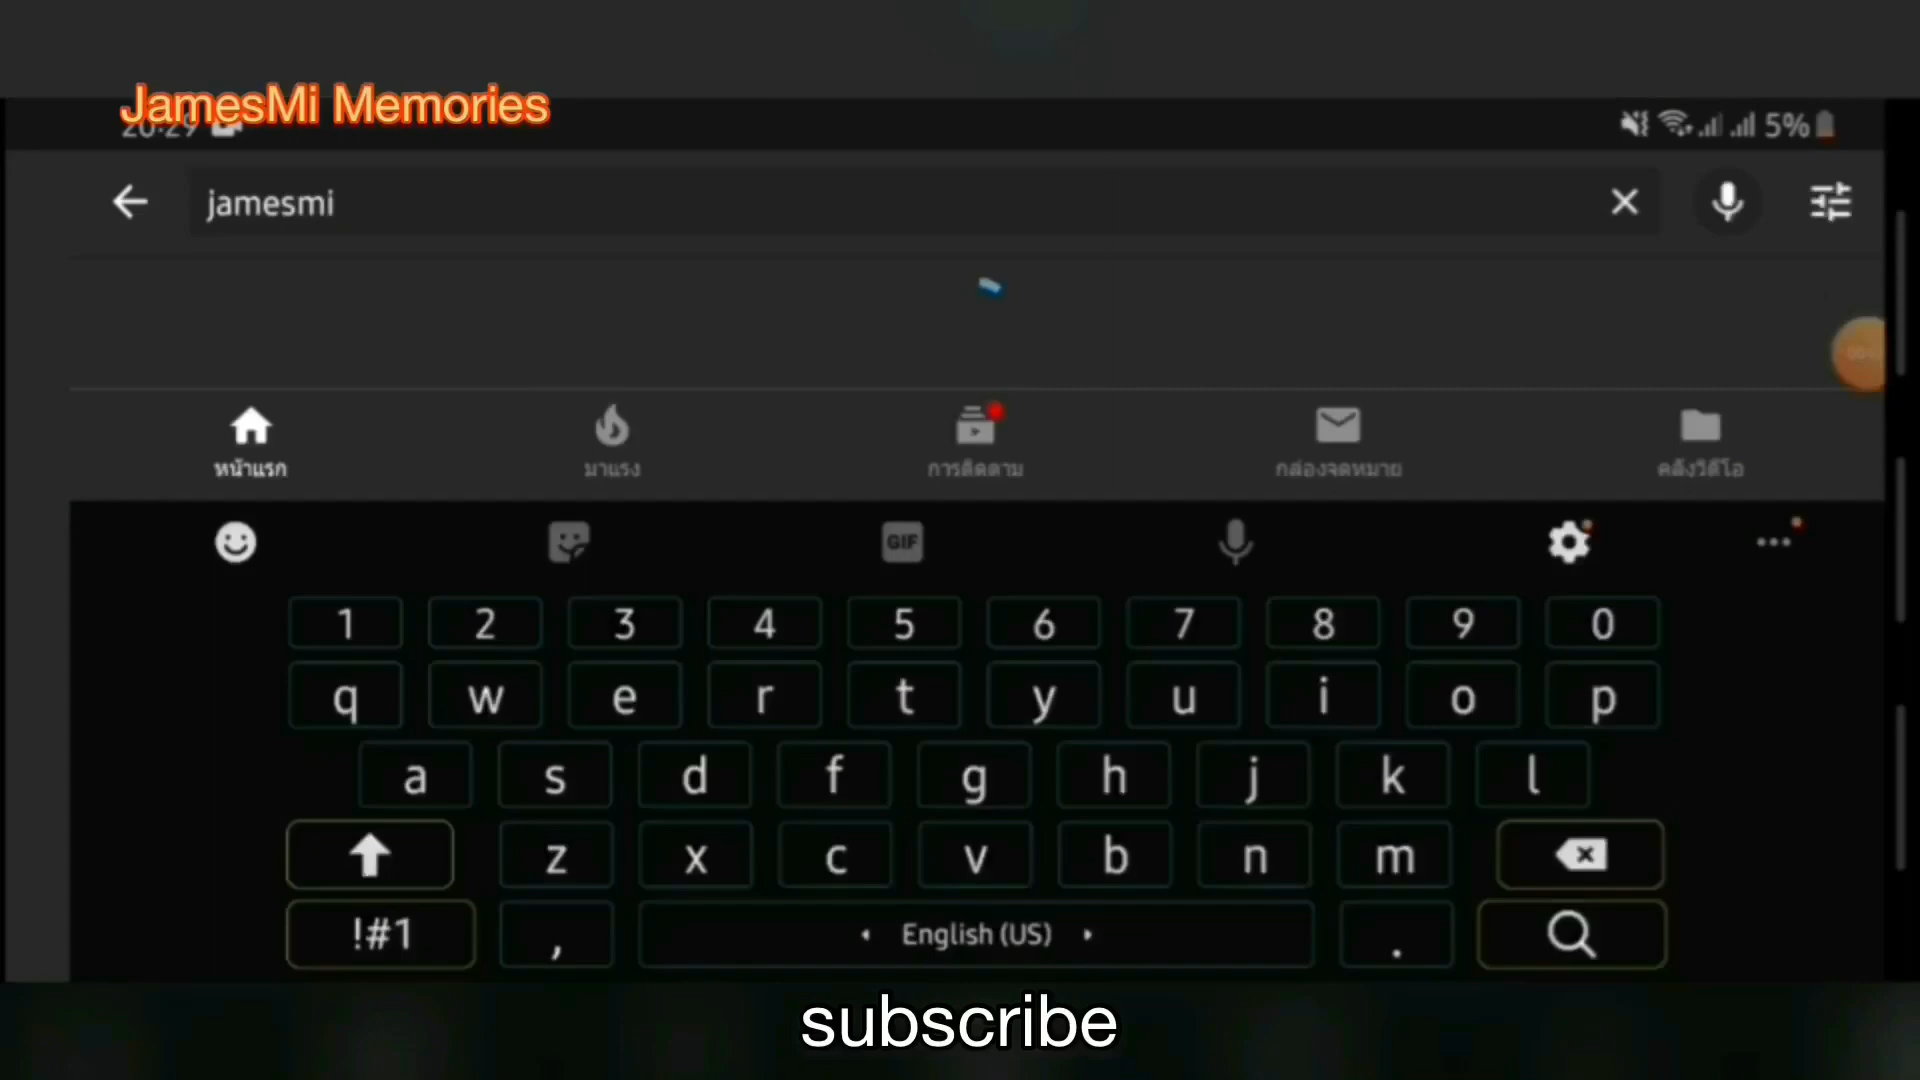 JamesMi Memories
20:29
5%
jamesmi
หน้าแรก มาแรง การติดตาม กล่องจดหมาย คลังวิดีโอ
GIF
1 2 3 4 5 6 7 8 9 0
q w e r t y u i o p
a s d f g h j k l
z x c v b n m
!#1 , English (US) .
subscribe